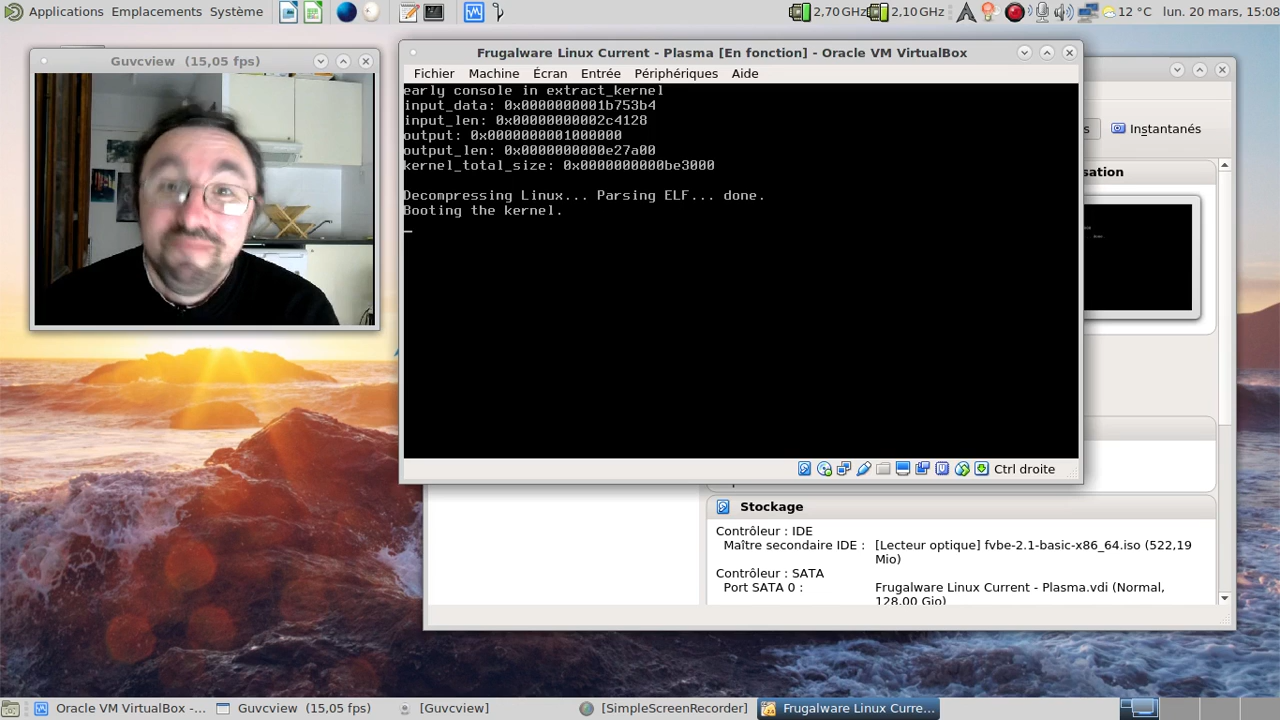 Applications Emplacements Système
2,70 GHz 2,10 GHz 12 °C lun. 20 mars, 15:08
Guvcview (15,05 fps)
Frugalware Linux Current - Plasma [En fonction] - Oracle VM VirtualBox
Fichier Machine Écran Entrée Périphériques Aide
early console in extract_kernel
input_data: 0x0000000001b753b4
input_len: 0x00000000002c4128
output: 0x0000000001000000
output_len: 0x0000000000e27a00
kernel_total_size: 0x0000000000be3000
Decompressing Linux... Parsing ELF... done.
Booting the kernel.
Instantanés
Ctrl droite
Stockage
Contrôleur : IDE
Maître secondaire IDE : [Lecteur optique] fvbe-2.1-basic-x86_64.iso (522,19
Mio)
Contrôleur : SATA
Port SATA 0 : Frugalware Linux Current - Plasma.vdi (Normal,
128,00 Gio)
Oracle VM VirtualBox -... Guvcview (15,05 fps) [Guvcview] [SimpleScreenRecorder] Frugalware Linux Curre...